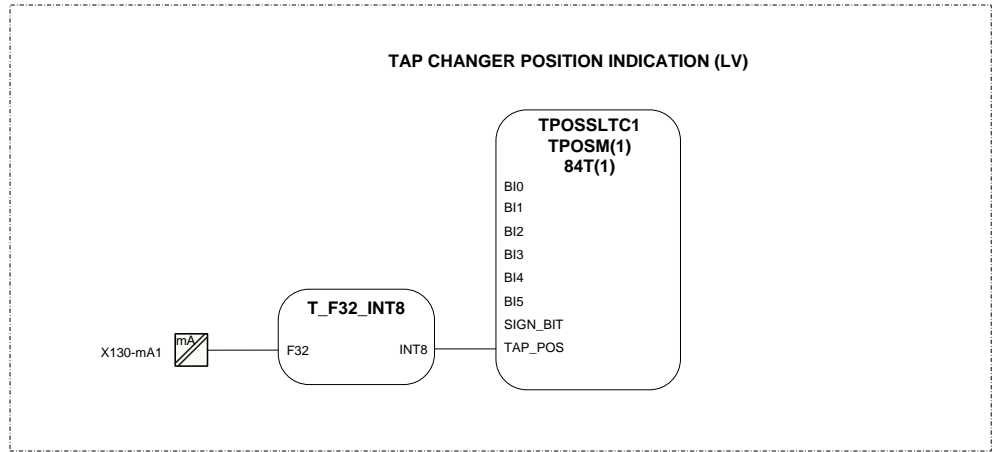 TAP CHANGER POSITION INDICATION (LV)
TPOSSLTC1
TPOSM(1)
84T(1)
BI0
BI1
BI2
BI3
BI4
BI5
SIGN_BIT
TAP_POS
T_F32_INT8
F32
INT8
X130-mA1
mA